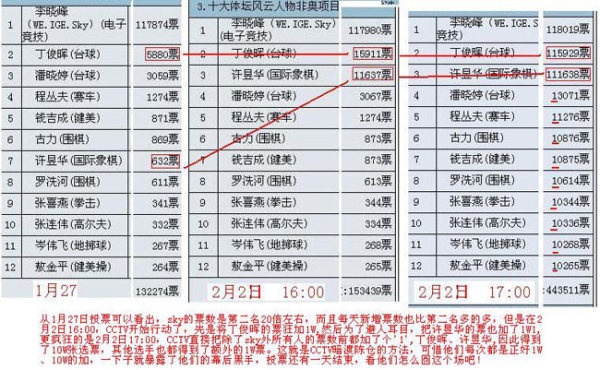 李晓峰
1 (WE.IGE.Sky)(电子竞技) 117874票
2 丁俊晖(台球) 5880票
3 潘晓婷(台球) 3059票
4 程丛夫(赛车) 1274票
5 钱吉成(健美) 871票
6 古力(围棋) 869票
7 许昱华(国际象棋) 632票
8 罗洗河(围棋) 611票
9 张喜燕(拳击) 341票
10 张连伟(高尔夫) 332票
11 岑伟飞(地掷球) 267票
12 敖金平(健美操) 264票
1月27 132274票
3.十大体坛风云人物非奥项目
李晓峰
1 (WE.IGE.Sky)(电子竞技) 117980票
2 丁俊晖(台球) 15911票
3 许昱华(国际象棋) 11637票
4 潘晓婷(台球) 3067票
5 程丛夫(赛车) 1274票
6 钱吉成(健美) 873票
7 古力(围棋) 873票
8 罗洗河(围棋) 613票
9 张喜燕(拳击) 344票
10 张连伟(高尔夫) 334票
11 岑伟飞(地掷球) 268票
12 敖金平(健美操) 265票
2月2日 16:00 :153439票
李晓峰
1 (WE.IGE.Sky)(电子竞技) 118019票
2 丁俊晖(台球) 115929票
3 许昱华(国际象棋) 111638票
4 潘晓婷(台球) 13071票
5 程丛夫(赛车) 11276票
6 古力(围棋) 10876票
7 钱吉成(健美) 10875票
8 罗洗河(围棋) 10614票
9 张喜燕(拳击) 10344票
10 张连伟(高尔夫) 10336票
11 岑伟飞(地掷球) 10268票
12 敖金平(健美操) 10265票
2月2日 17:00 :443511票
从1月27日投票可以看出，sky的票数是第二名20倍左右，而且每天新增票数也比第二名多的多，但是在2
月2日16:00，CCTV开始行动了，先是将丁俊晖的票狂加1W,然后为了避人耳目，把许昱华的票也加了1W1,
更疯狂的是2月2日17:00，CCTV直接把除了sky外所有人的票数前都加了个'1',丁俊晖、许昱华,因此得到
了10W张选票，其他选手也都得到了额外的1W票。这就是CCTV暗渡陈仓的方法，可惜他们每次都是正好1W
、10W的加，一下子就暴露了他们的幕后黑手，投票还有一天结束，看他们怎么圆这个场吧！